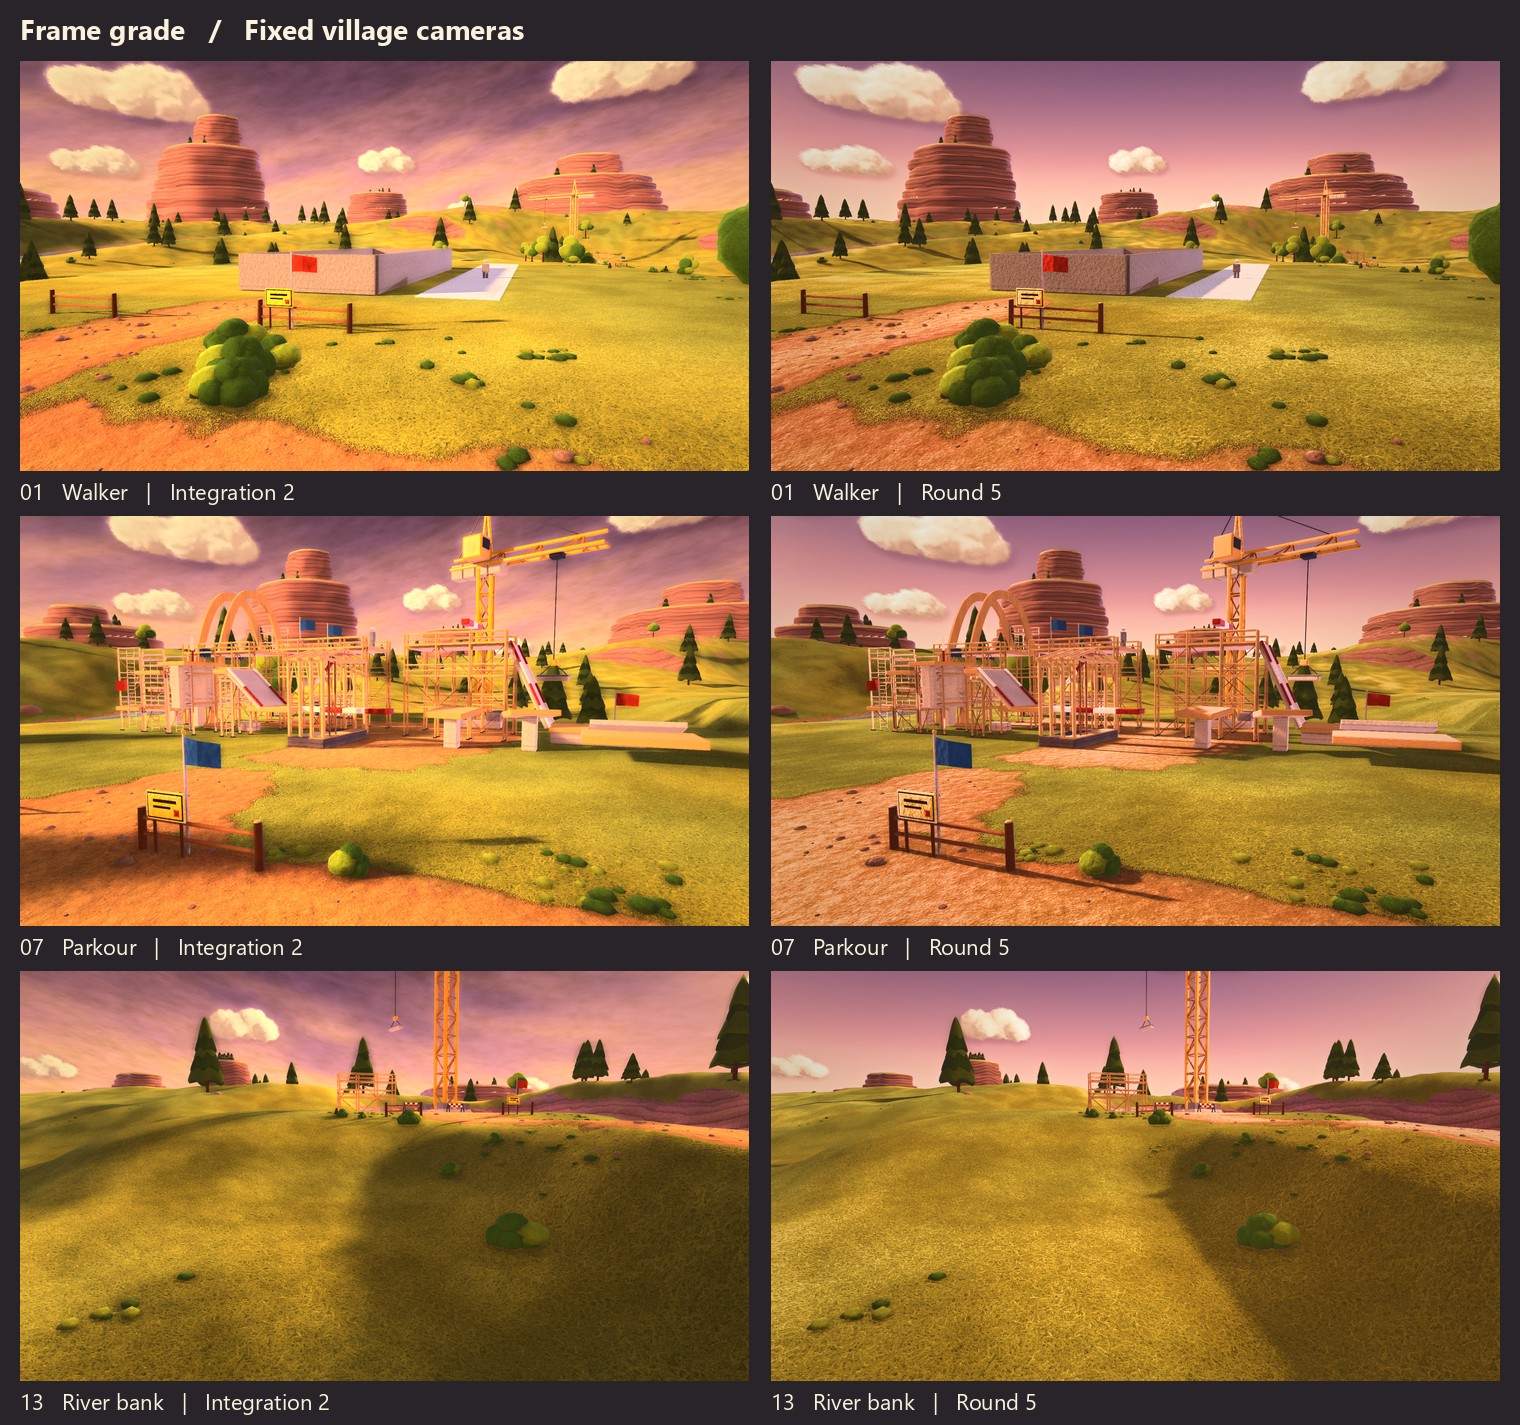 Frame grade / Fixed village cameras
01 Walker | Integration 2
01 Walker | Round 5
07 Parkour | Integration 2
07 Parkour | Round 5
13 River bank | Integration 2
13 River bank | Round 5